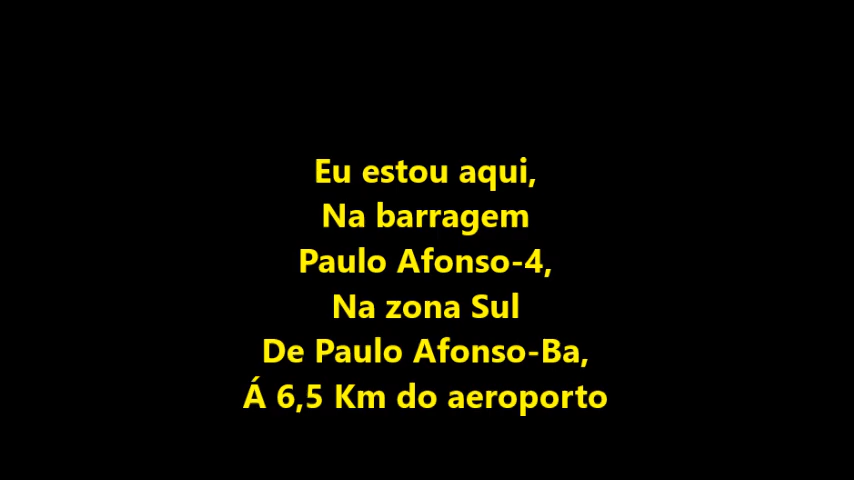 Eu estou aqui,
Na barragem
Paulo Afonso-4,
Na zona Sul
De Paulo Afonso-Ba,
Á 6,5 Km do aeroporto